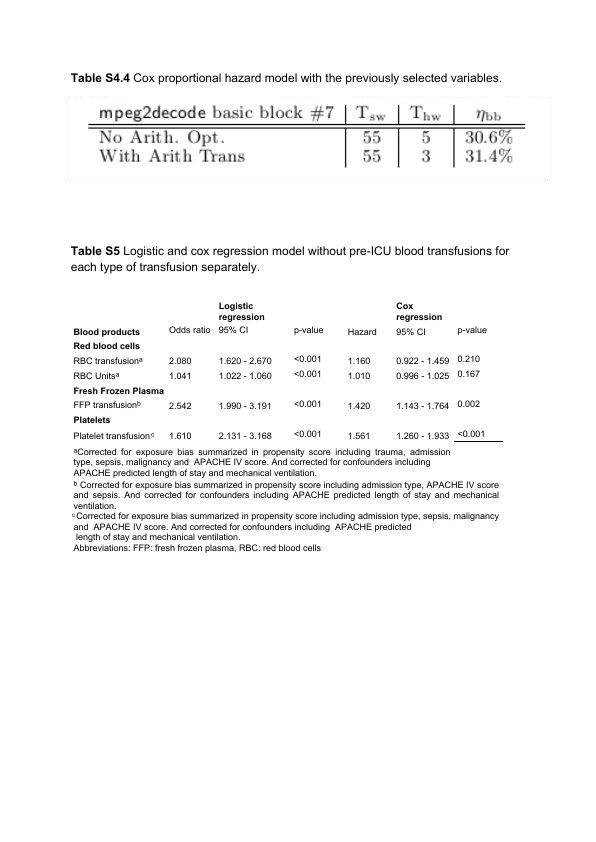 Table S4.4 Cox proportional hazard model with the previously selected variables.
mpeg2decode basic block #7 | T_sw | T_hw | η_bb
No Arith. Opt. | 55 | 5 | 30.6%
With Arith Trans | 55 | 3 | 31.4%
Table S5 Logistic and cox regression model without pre-ICU blood transfusions for
each type of transfusion separately.
Logistic regression Cox regression
Blood products Odds ratio 95% CI p-value Hazard 95% CI p-value
Red blood cells
RBC transfusionᵃ 2.080 1.620 - 2.670 <0.001 1.160 0.922 - 1.459 0.210
RBC Unitsᵃ 1.041 1.022 - 1.060 <0.001 1.010 0.996 - 1.025 0.167
Fresh Frozen Plasma
FFP transfusionᵇ 2.542 1.990 - 3.191 <0.001 1.420 1.143 - 1.764 0.002
Platelets
Platelet transfusionᶜ 1.610 2.131 - 3.168 <0.001 1.561 1.260 - 1.933 <0.001
ᵃCorrected for exposure bias summarized in propensity score including trauma, admission
type, sepsis, malignancy and APACHE IV score. And corrected for confounders including
APACHE predicted length of stay and mechanical ventilation.
ᵇ Corrected for exposure bias summarized in propensity score including admission type, APACHE IV score
and sepsis. And corrected for confounders including APACHE predicted length of stay and mechanical
ventilation.
ᶜCorrected for exposure bias summarized in propensity score including admission type, sepsis, malignancy
and APACHE IV score. And corrected for confounders including APACHE predicted
length of stay and mechanical ventilation.
Abbreviations: FFP: fresh frozen plasma, RBC: red blood cells